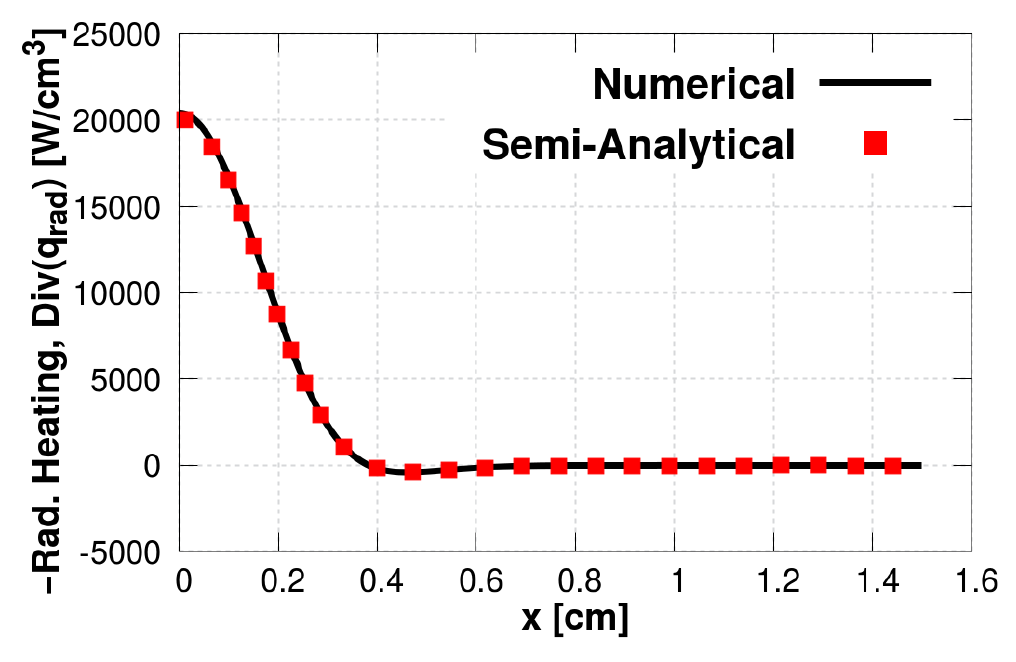 −Rad. Heating, Div(q_rad) [W/cm³]
25000
20000
15000
10000
5000
0
-5000
Numerical
Semi-Analytical
0 0.2 0.4 0.6 0.8 1 1.2 1.4 1.6
x [cm]